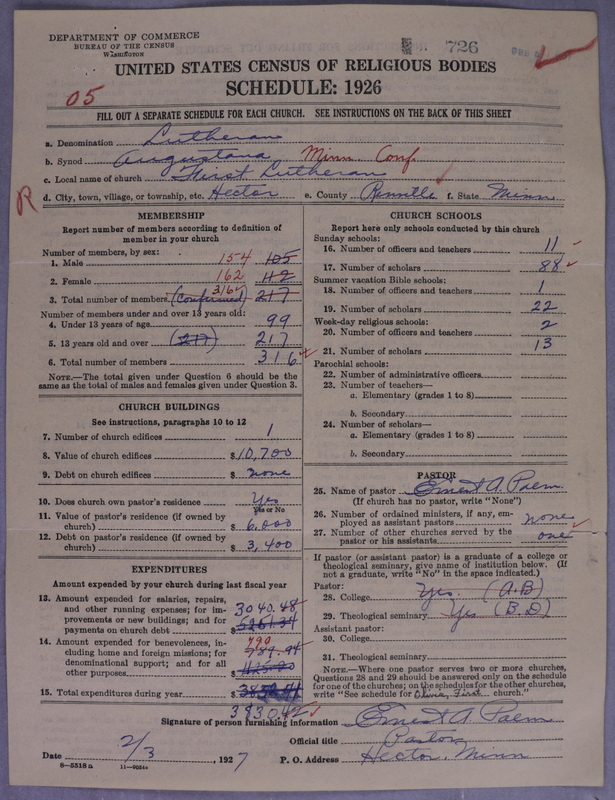 DEPARTMENT OF COMMERCE
BUREAU OF THE CENSUS
WASHINGTON
726
UNITED STATES CENSUS OF RELIGIOUS BODIES
SCHEDULE: 1926
05
FILL OUT A SEPARATE SCHEDULE FOR EACH CHURCH. SEE INSTRUCTIONS ON THE BACK OF THIS SHEET
a. Denomination Lutheran
b. Synod Augustana Minn. Conf.
c. Local name of church First Lutheran
R
d. City, town, village, or township, etc. Hector e. County Renville f. State Minn
MEMBERSHIP
Report number of members according to definition of
member in your church
Number of members, by sex:
1. Male 154 105
2. Female 162 112
3. Total number of members (Confirmed) 316 217
Number of members under and over 13 years old:
4. Under 13 years of age 99
5. 13 years old and over (217) 217
6. Total number of members 316
NOTE.—The total given under Question 6 should be the
same as the total of males and females given under Question 3.
CHURCH BUILDINGS
See instructions, paragraphs 10 to 12
7. Number of church edifices 1
8. Value of church edifices $10,700
9. Debt on church edifices $ none
10. Does church own pastor's residence Yes
Yes or No
11. Value of pastor's residence (if owned by
church) $ 6,000
12. Debt on pastor's residence (if owned by
church) $ 3,400
EXPENDITURES
Amount expended by your church during last fiscal year
13. Amount expended for salaries, repairs,
and other running expenses; for improvements or new buildings; and for
payments on church debt 3040.48 $
14. Amount expended for benevolences, including home and foreign missions; for
denominational support; and for all
other purposes 790 789.94 $
15. Total expenditures during year $
3830.42
CHURCH SCHOOLS
Report here only schools conducted by this church
Sunday schools:
16. Number of officers and teachers 11
17. Number of scholars 88
Summer vacation Bible schools:
18. Number of officers and teachers 1
19. Number of scholars 22
Week-day religious schools:
20. Number of officers and teachers 2
21. Number of scholars 13
Parochial schools:
22. Number of administrative officers
23. Number of teachers—
a. Elementary (grades 1 to 8)
b. Secondary
24. Number of scholars—
a. Elementary (grades 1 to 8)
b. Secondary
PASTOR
25. Name of pastor Ernest A. Palm
(If church has no pastor, write "None")
26. Number of ordained ministers, if any, employed as assistant pastors none
27. Number of other churches served by the
pastor or his assistants one
If pastor (or assistant pastor) is a graduate of a college or
theological seminary, give name of institution below. (If
not a graduate, write "No" in the space indicated.)
Pastor:
28. College Yes (A.B)
29. Theological seminary Yes (B.D)
Assistant pastor:
30. College
31. Theological seminary
NOTE.—Where one pastor serves two or more churches,
Questions 28 and 29 should be answered only on the schedule
for one of the churches; on the schedules for the other churches,
write "See schedule for Olivia, First church."
Signature of person furnishing information Ernest A. Palm
Official title Pastor
Date 2/3, 1927 P. O. Address Hector, Minn
6—5518 a 11—9034a